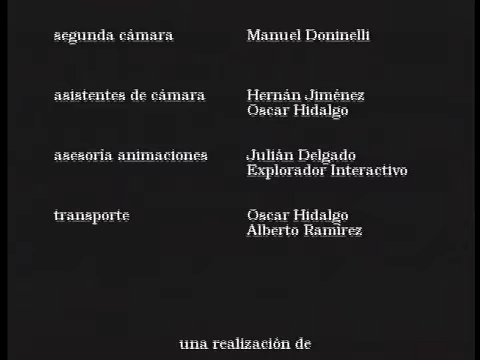 segunda cámara Manuel Doninelli
asistentes de cámara Hernán Jiménez
Oscar Hidalgo
asesoría animaciones Julián Delgado
Explorador Interactivo
transporte Oscar Hidalgo
Alberto Ramírez
una realización de